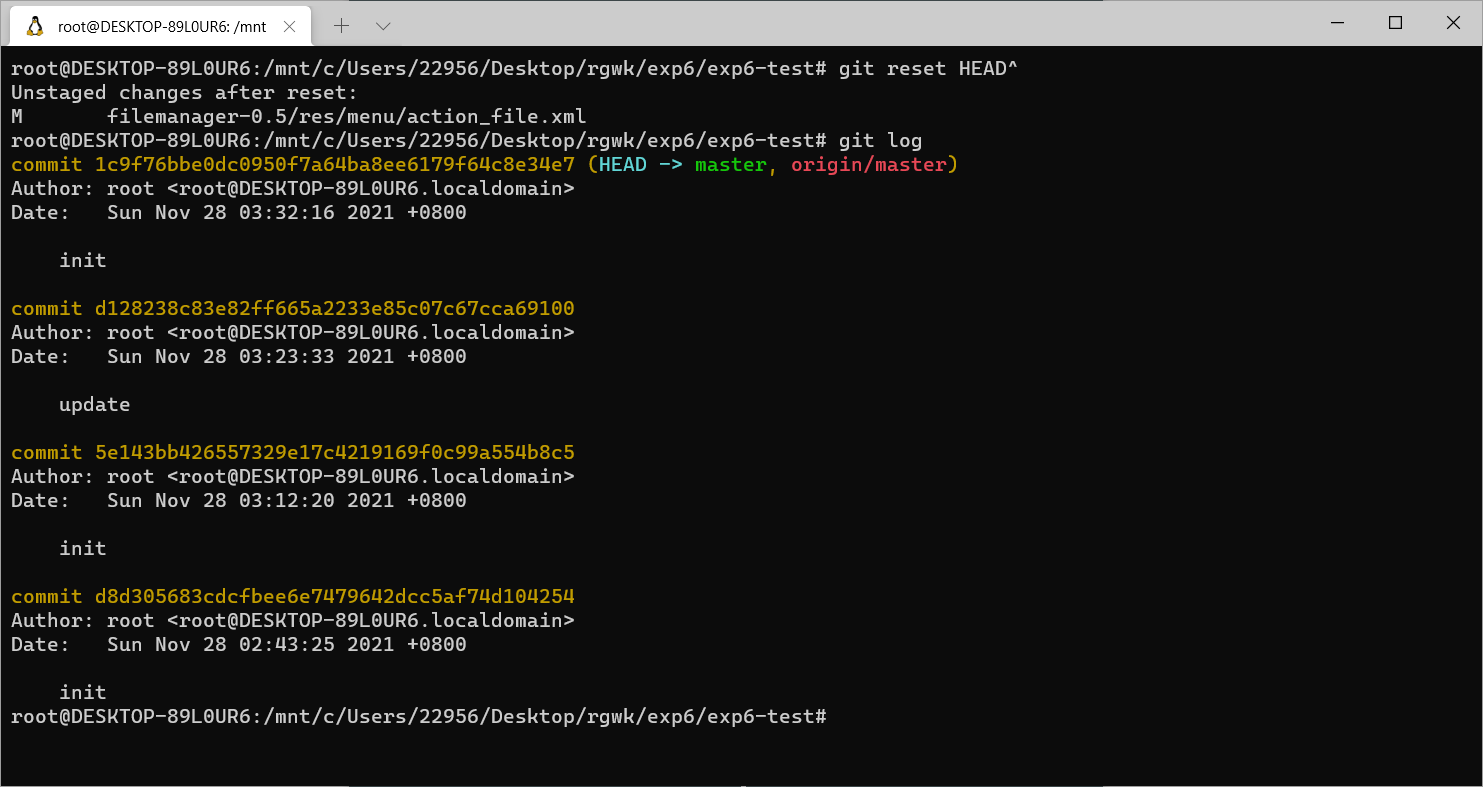 root@DESKTOP-89L0UR6: /mnt
root@DESKTOP-89L0UR6:/mnt/c/Users/22956/Desktop/rgwk/exp6/exp6-test# git reset HEAD^
Unstaged changes after reset:
M       filemanager-0.5/res/menu/action_file.xml
root@DESKTOP-89L0UR6:/mnt/c/Users/22956/Desktop/rgwk/exp6/exp6-test# git log
commit 1c9f76bbe0dc0950f7a64ba8ee6179f64c8e34e7 (HEAD -> master, origin/master)
Author: root <root@DESKTOP-89L0UR6.localdomain>
Date:   Sun Nov 28 03:32:16 2021 +0800
    init
commit d128238c83e82ff665a2233e85c07c67cca69100
Author: root <root@DESKTOP-89L0UR6.localdomain>
Date:   Sun Nov 28 03:23:33 2021 +0800
    update
commit 5e143bb426557329e17c4219169f0c99a554b8c5
Author: root <root@DESKTOP-89L0UR6.localdomain>
Date:   Sun Nov 28 03:12:20 2021 +0800
    init
commit d8d305683cdcfbee6e7479642dcc5af74d104254
Author: root <root@DESKTOP-89L0UR6.localdomain>
Date:   Sun Nov 28 02:43:25 2021 +0800
    init
root@DESKTOP-89L0UR6:/mnt/c/Users/22956/Desktop/rgwk/exp6/exp6-test#